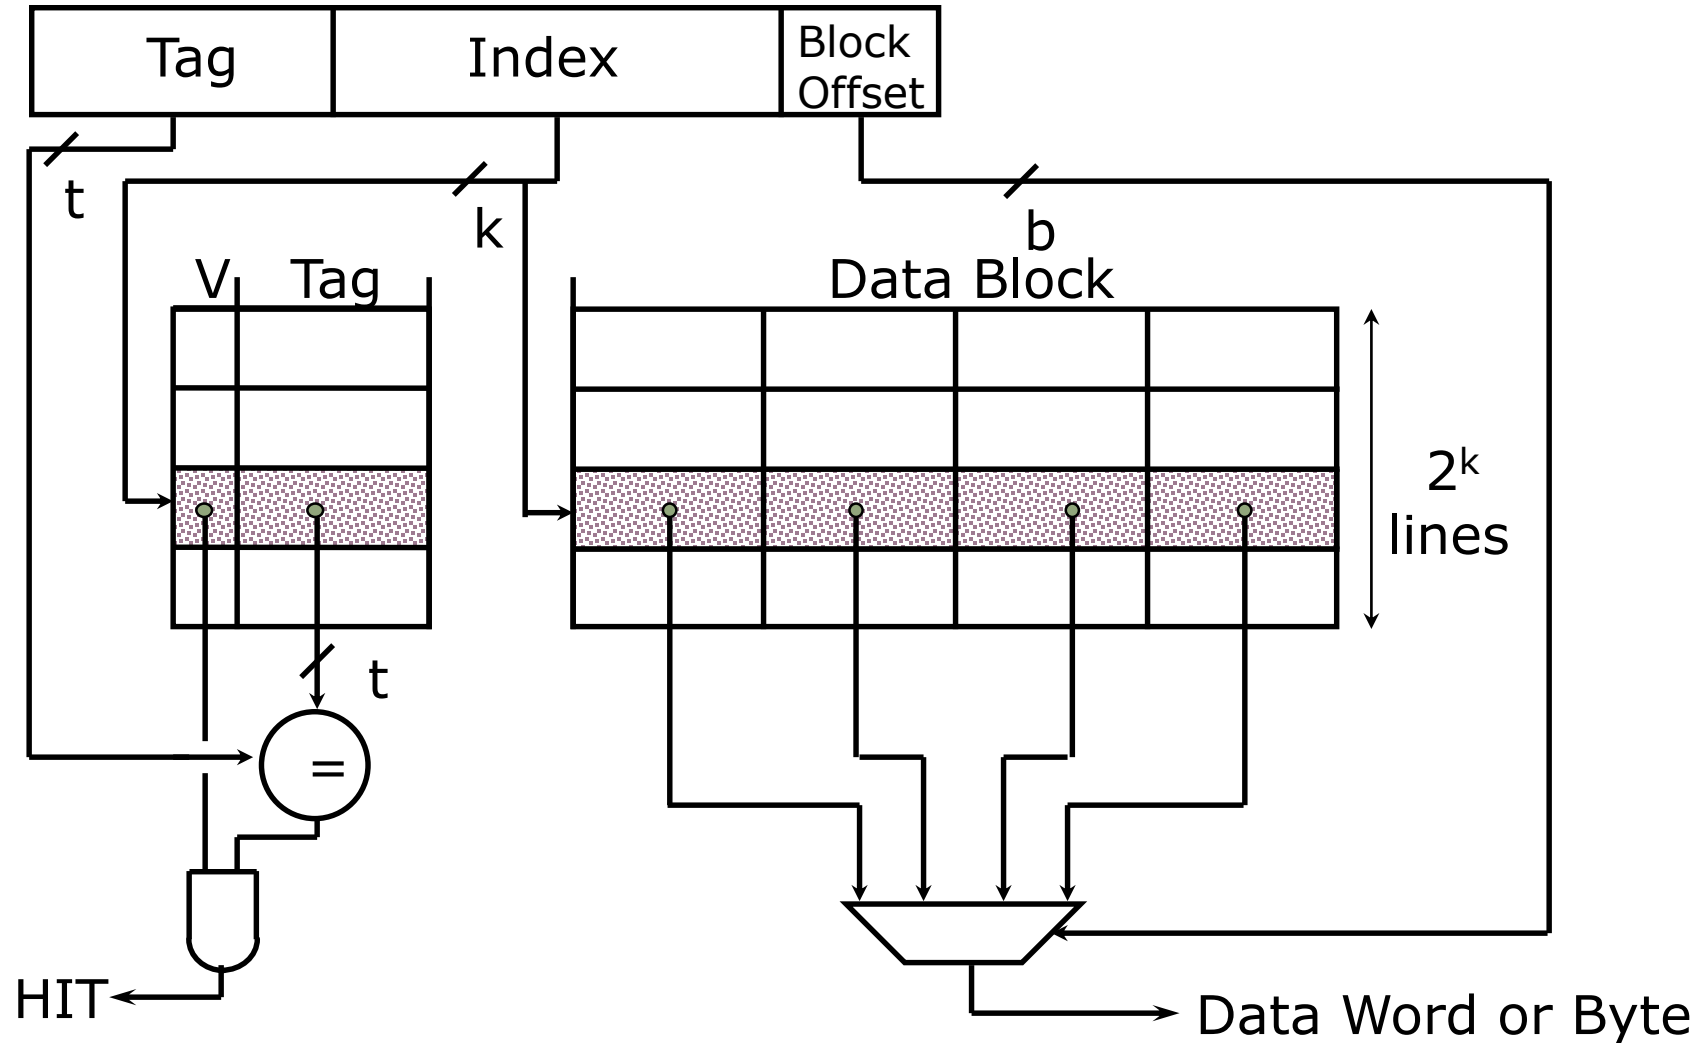 Tag
Index
Block
Offset
t
k
b
V
Tag
Data Block
2ᵏ
lines
t
=
HIT
Data Word or Byte